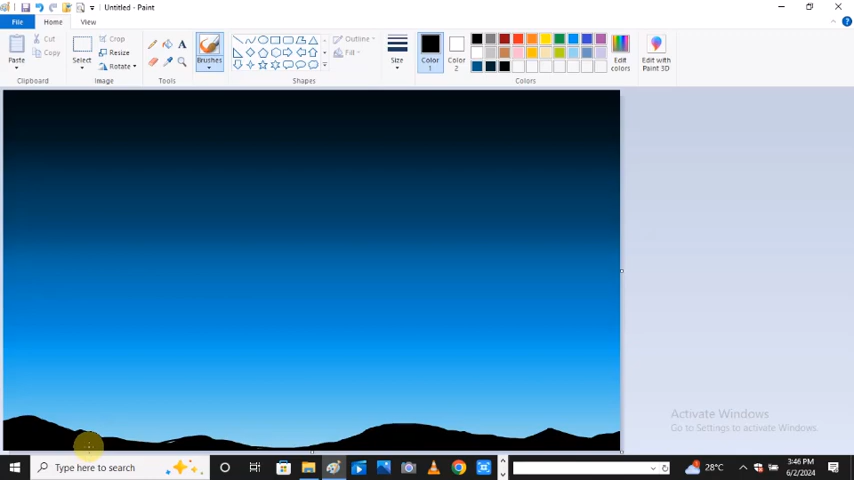 Untitled - Paint
File Home View
Paste
Cut
Copy
Clipboard
Select
Crop
Resize
Rotate
Image
A
Tools
Brushes
Outline
Fill
Shapes
Size
Color 1
Color 2
Edit colors
Colors
Edit with Paint 3D
Activate Windows
Go to Settings to activate Windows.
Type here to search
28°C
3:46 PM
6/2/2024